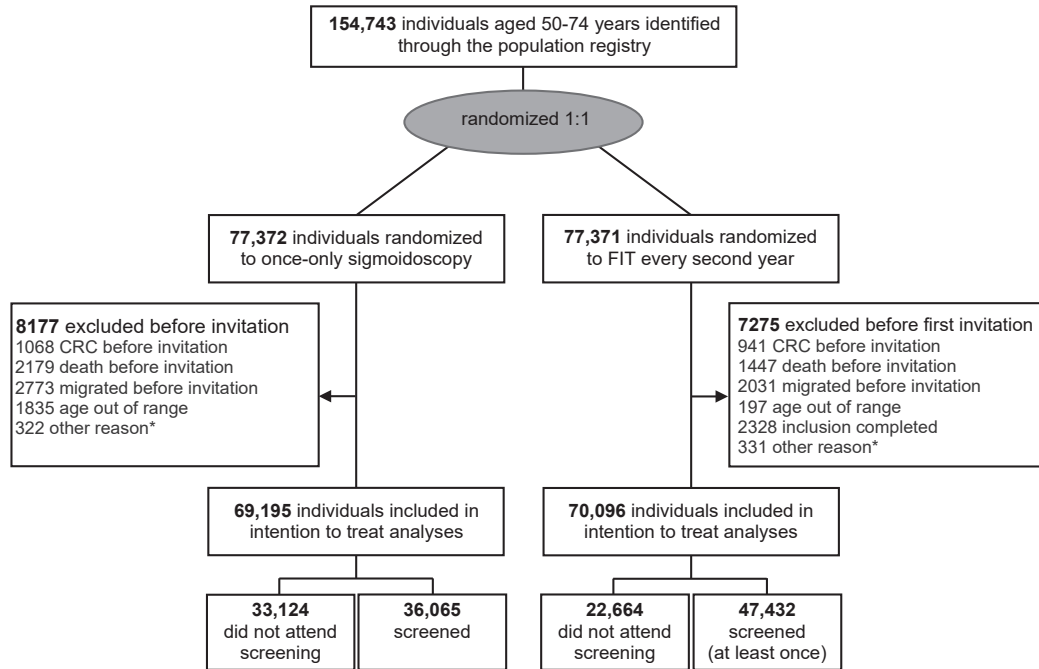 154,743 individuals aged 50-74 years identified
through the population registry
randomized 1:1
77,372 individuals randomized
to once-only sigmoidoscopy
77,371 individuals randomized
to FIT every second year
8177 excluded before invitation
1068 CRC before invitation
2179 death before invitation
2773 migrated before invitation
1835 age out of range
322 other reason*
7275 excluded before first invitation
941 CRC before invitation
1447 death before invitation
2031 migrated before invitation
197 age out of range
2328 inclusion completed
331 other reason*
69,195 individuals included in
intention to treat analyses
70,096 individuals included in
intention to treat analyses
33,124
did not attend
screening
36,065
screened
22,664
did not attend
screening
47,432
screened
(at least once)